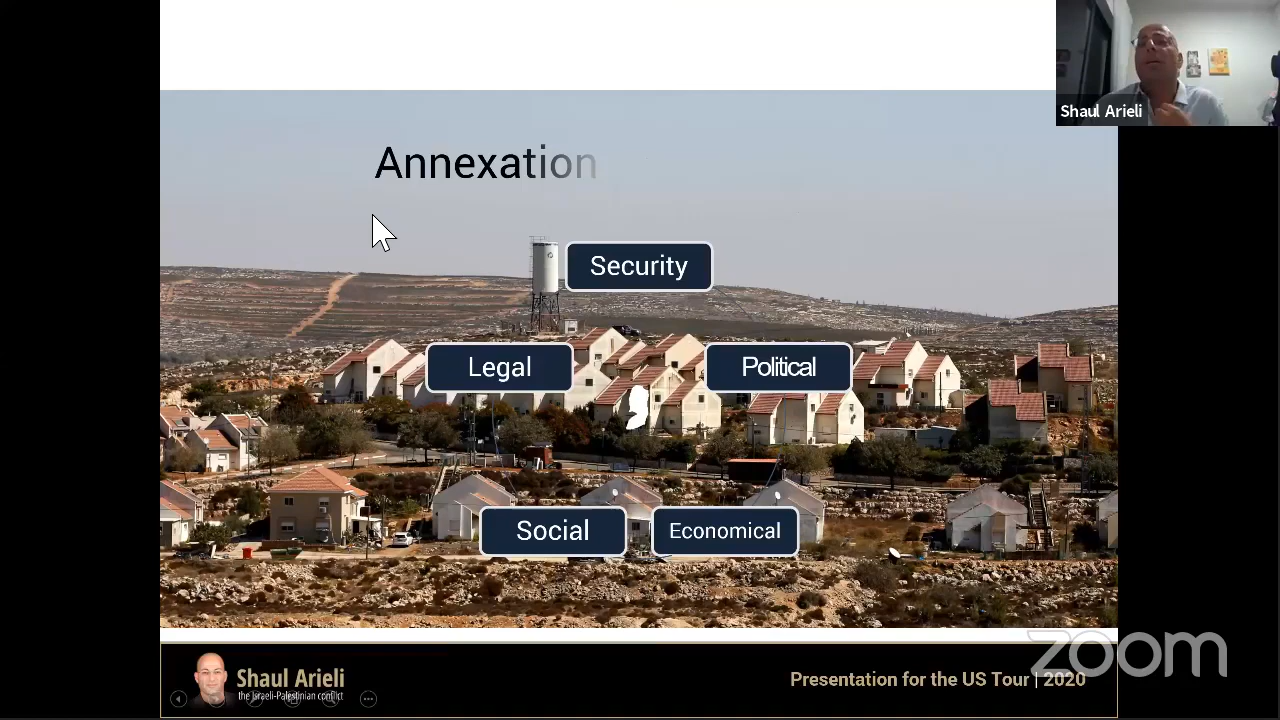 Shaul Arieli
Annexation
Security
Legal
Political
Social
Economical
Shaul Arieli
the Israeli-Palestinian conflict
Presentation for the US Tour | 2020
zoom